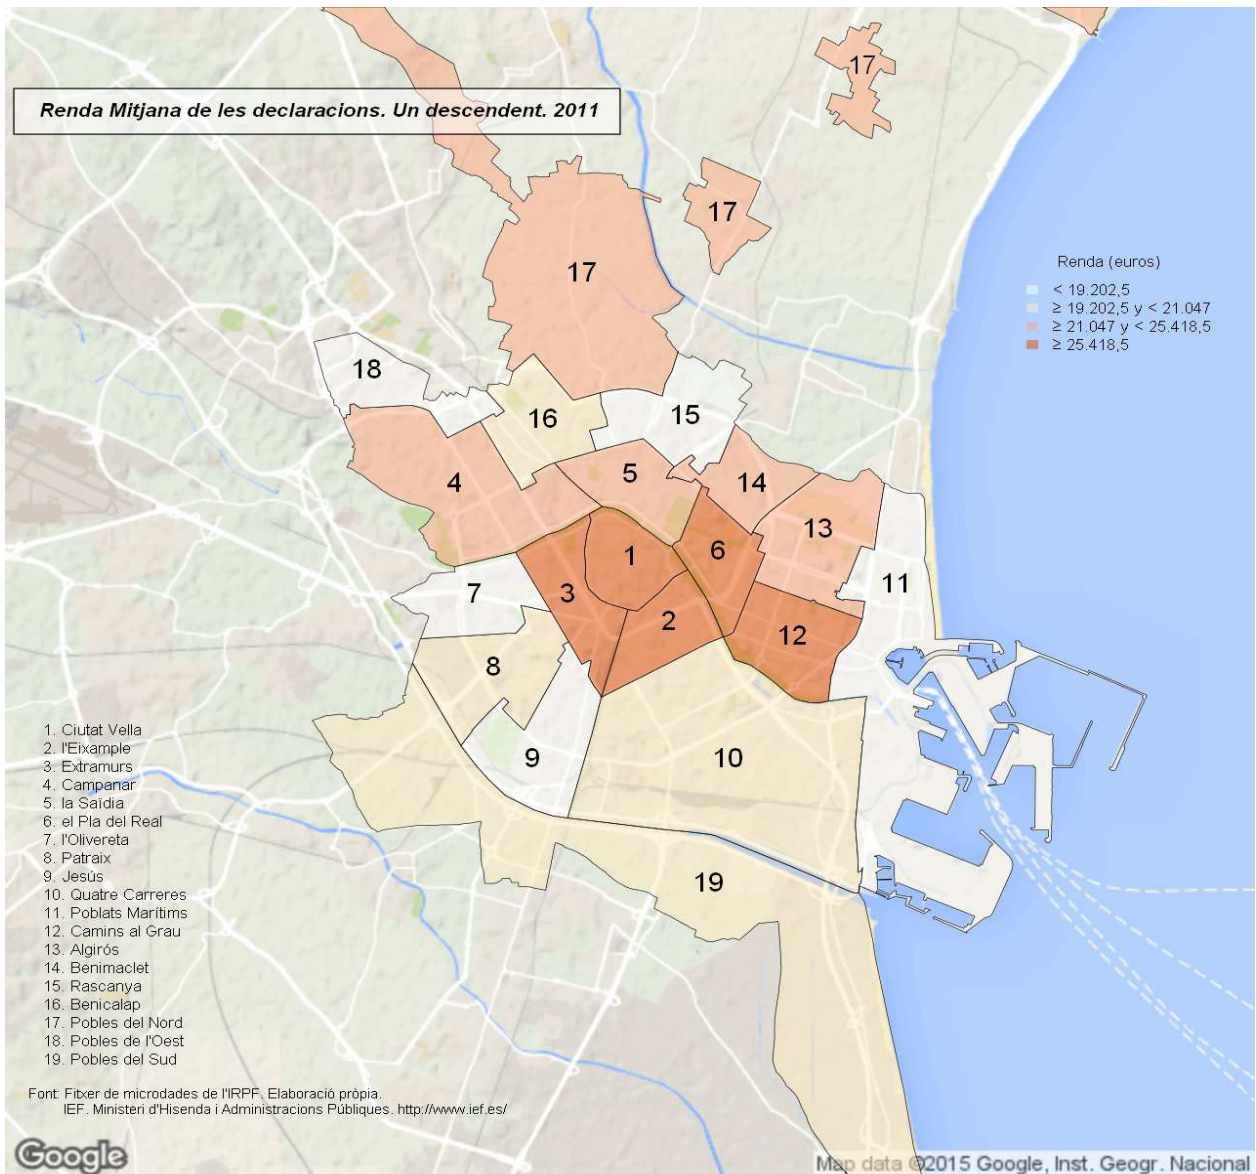 Renda Mitjana de les declaracions. Un descendent. 2011
17
17
17
Renda (euros)
< 19.202,5
≥ 19.202,5 y < 21.047
≥ 21.047 y < 25.418,5
≥ 25.418,5
18
16
15
4
5
14
13
1
6
11
7
3
2
12
8
9
10
19
1. Ciutat Vella
2. l'Eixample
3. Extramurs
4. Campanar
5. la Saïdia
6. el Pla del Real
7. l'Olivereta
8. Patraix
9. Jesús
10. Quatre Carreres
11. Poblats Marítims
12. Camins al Grau
13. Algirós
14. Benimaclet
15. Rascanya
16. Benicalap
17. Pobles del Nord
18. Pobles de l'Oest
19. Pobles del Sud
Font: Fitxer de microdades de l'IRPF. Elaboració pròpia.
IEF. Ministeri d'Hisenda i Administracions Públiques. http://www.ief.es/
Google
Map data ©2015 Google, Inst. Geogr. Nacional